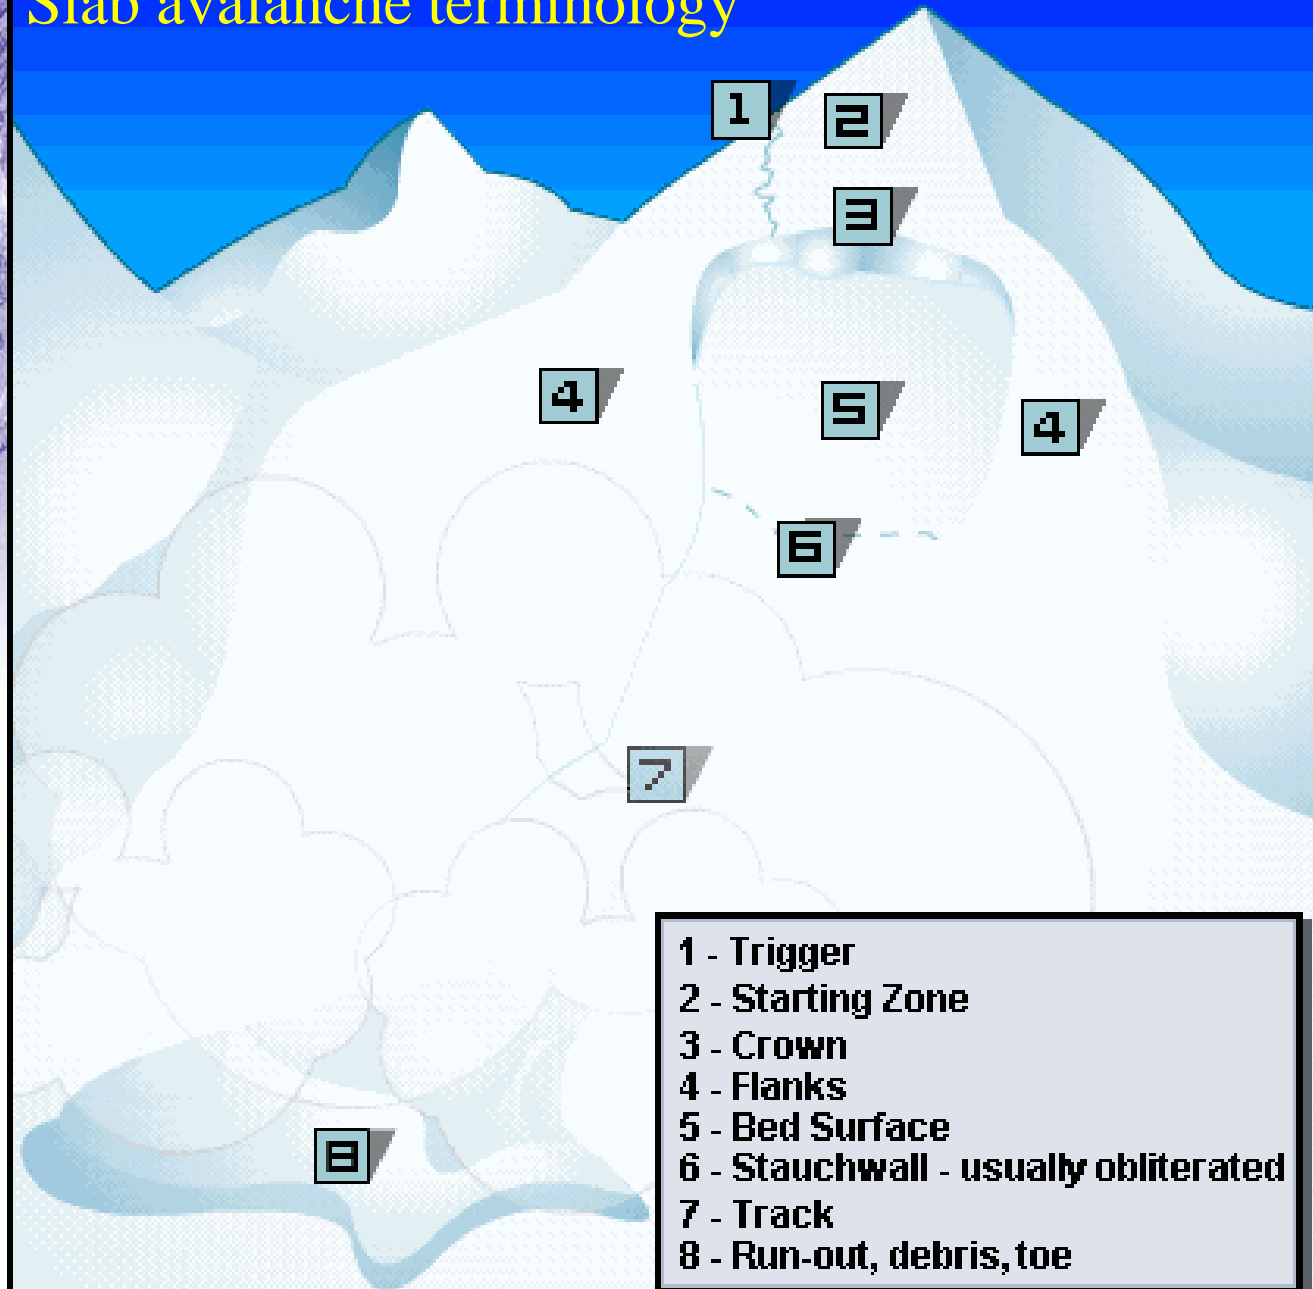 Slab avalanche terminology
1
2
3
4
5
4
6
7
8
1 - Trigger
2 - Starting Zone
3 - Crown
4 - Flanks
5 - Bed Surface
6 - Stauchwall - usually obliterated
7 - Track
8 - Run-out, debris, toe